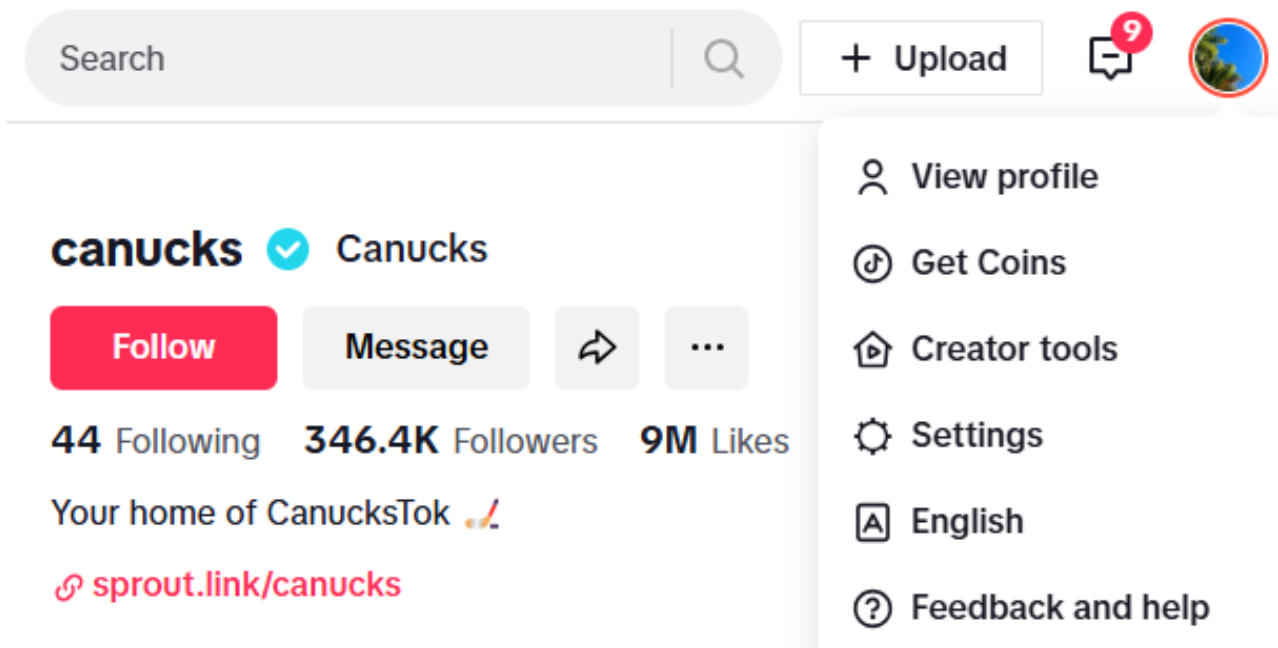 Search
+ Upload
9
canucks Canucks
Follow Message ...
44 Following 346.4K Followers 9M Likes
Your home of CanucksTok
sprout.link/canucks
View profile
Get Coins
Creator tools
Settings
A English
? Feedback and help